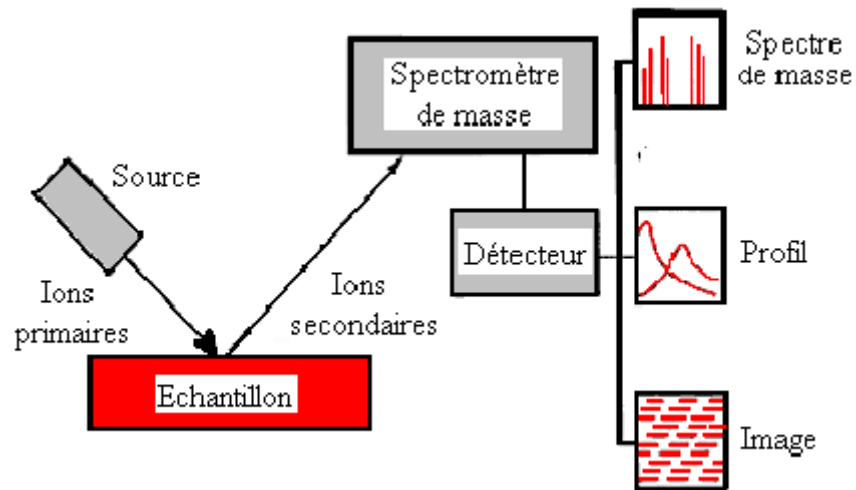 Spectre
de masse
Spectromètre
de masse
Source
Ions
primaires
Ions
secondaires
Détecteur
Profil
Echantillon
Image